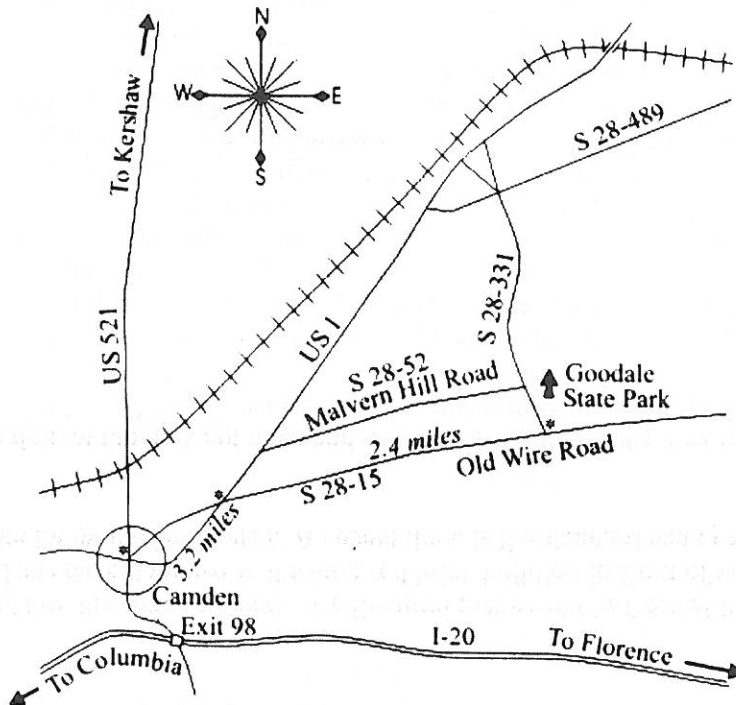 N
W E
S
To Kershaw
US 521
S 28-489
US 1
S 28-331
S 28-52
Malvern Hill Road
Goodale
State Park
2.4 miles
Old Wire Road
S 28-15
3.2 miles
Camden
Exit 98
I-20
To Florence
To Columbia